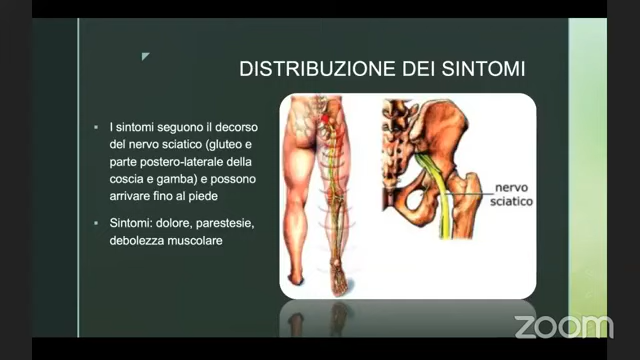 DISTRIBUZIONE DEI SINTOMI
I sintomi seguono il decorso
del nervo sciatico (gluteo e
parte postero-laterale della
coscia e gamba) e possono
arrivare fino al piede
Sintomi: dolore, parestesie,
debolezza muscolare
nervo
sciatico
zoom